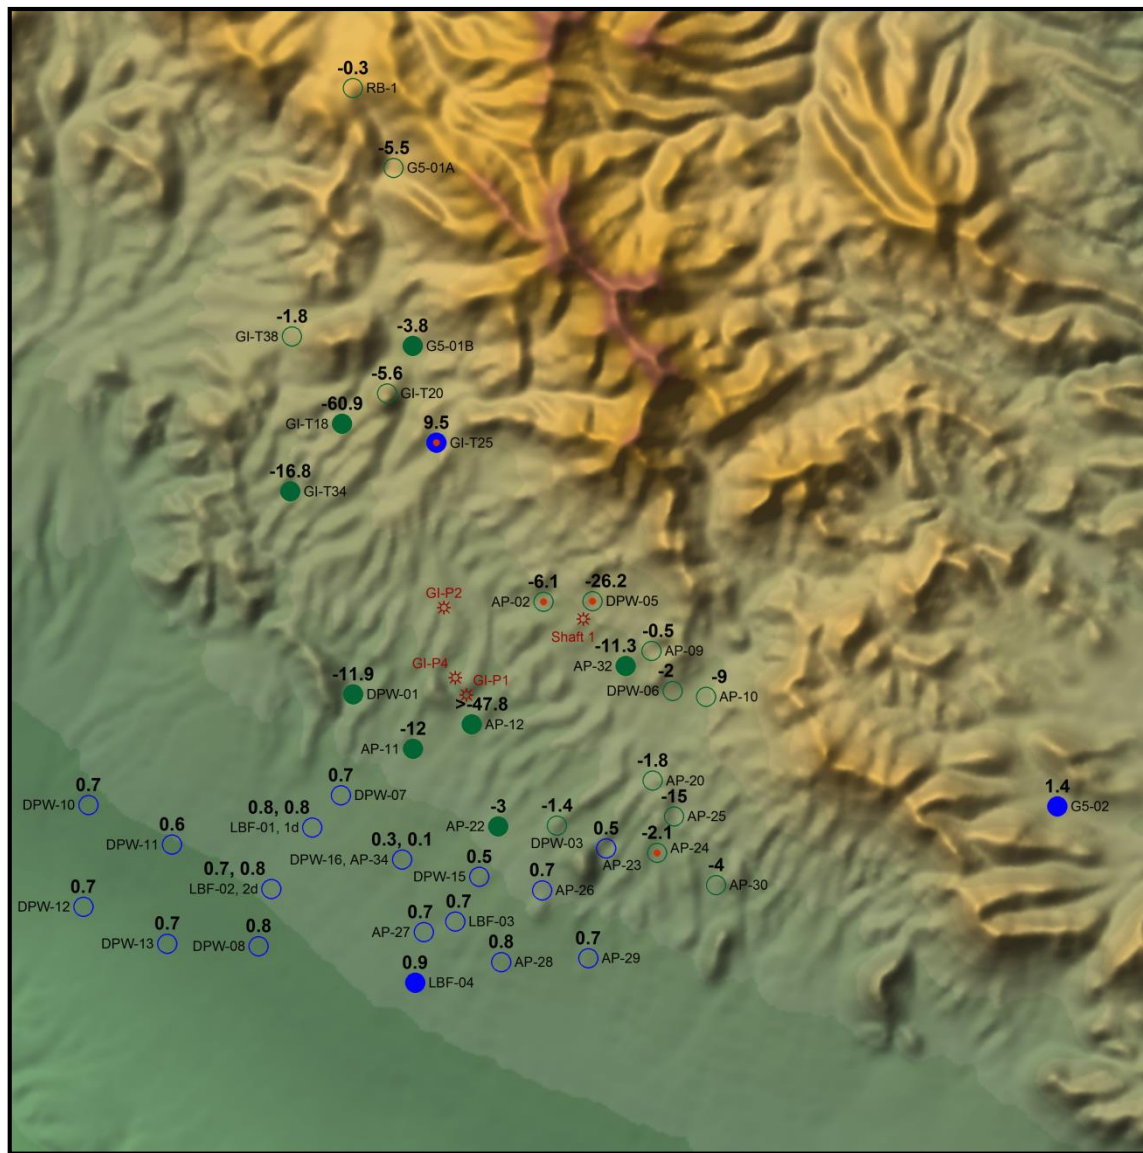 -0.3
RB-1
-5.5
G5-01A
-1.8
GI-T38
-3.8
G5-01B
-5.6
GI-T20
-60.9
GI-T18
9.5
GI-T25
-16.8
GI-T34
GI-P2
-6.1
AP-02
-26.2
DPW-05
Shaft 1
-0.5
AP-09
-11.3
AP-32
-2
DPW-06
-9
AP-10
GI-P4
GI-P1
-11.9
DPW-01
>-47.8
AP-12
-12
AP-11
-1.8
AP-20
0.7
DPW-07
0.7
DPW-10
1.4
G5-02
0.8, 0.8
LBF-01, 1d
-3
AP-22
-1.4
DPW-03
-15
AP-25
0.6
DPW-11
0.3, 0.1
DPW-16, AP-34
0.5
AP-23
-2.1
AP-24
0.5
DPW-15
0.7, 0.8
LBF-02, 2d
0.7
AP-26
-4
AP-30
0.7
DPW-12
0.7
LBF-03
0.7
AP-27
0.7
DPW-13
0.8
DPW-08
0.8
AP-28
0.7
AP-29
0.9
LBF-04